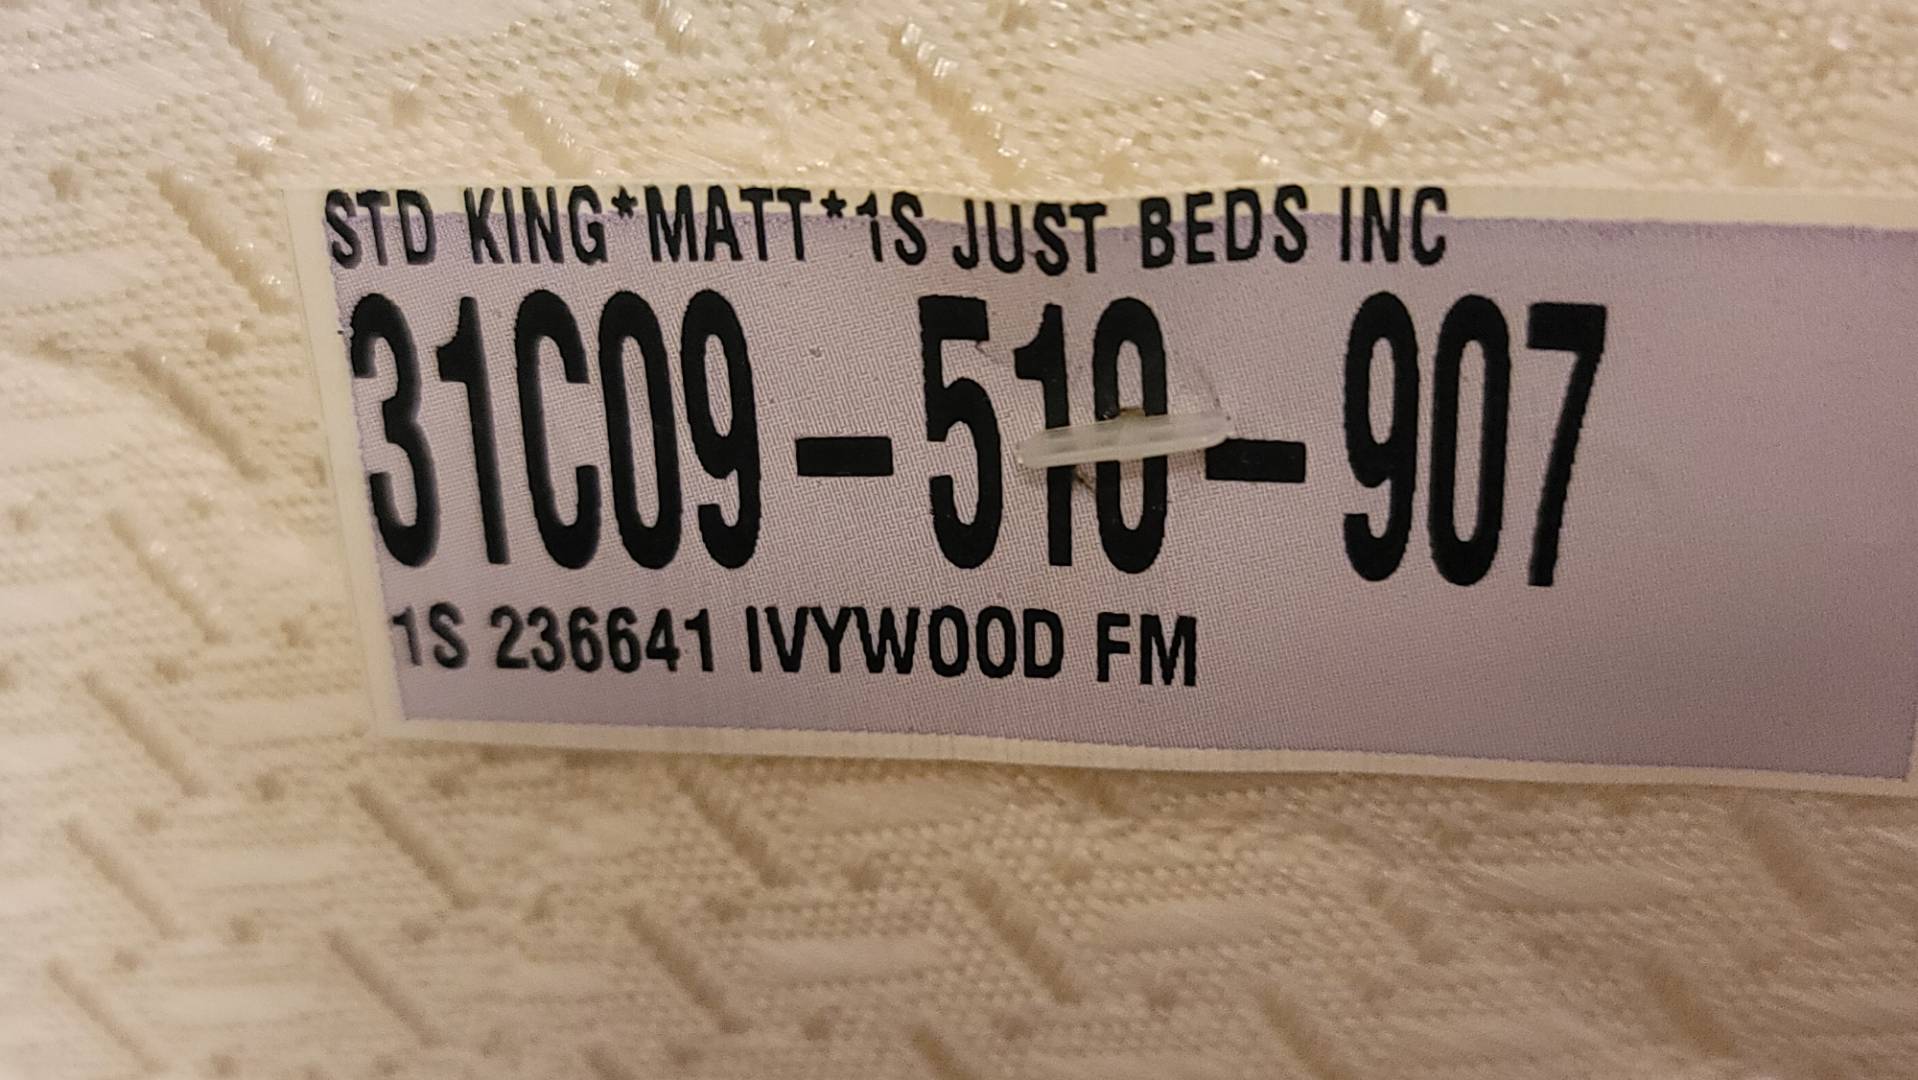 STD KING*MATT*1S JUST BEDS INC
31C09-510-907
1S 236641 IVYWOOD FM